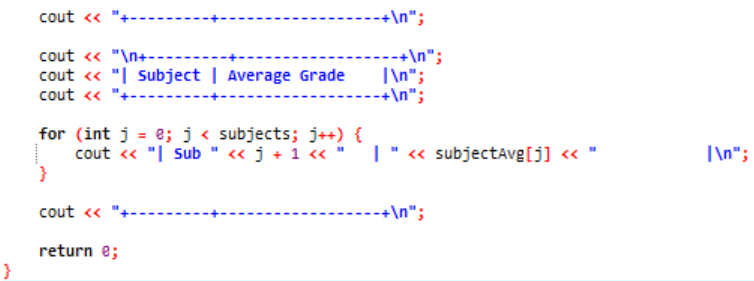 cout << "+---------+------------------+\n";
cout << "\n+---------+------------------+\n";
cout << "| Subject | Average Grade    |\n";
cout << "+---------+------------------+\n";
for (int j = 0; j < subjects; j++) {
cout << "| Sub " << j + 1 << "   | " << subjectAvg[j] << "            |\n";
}
cout << "+---------+------------------+\n";
return 0;
}